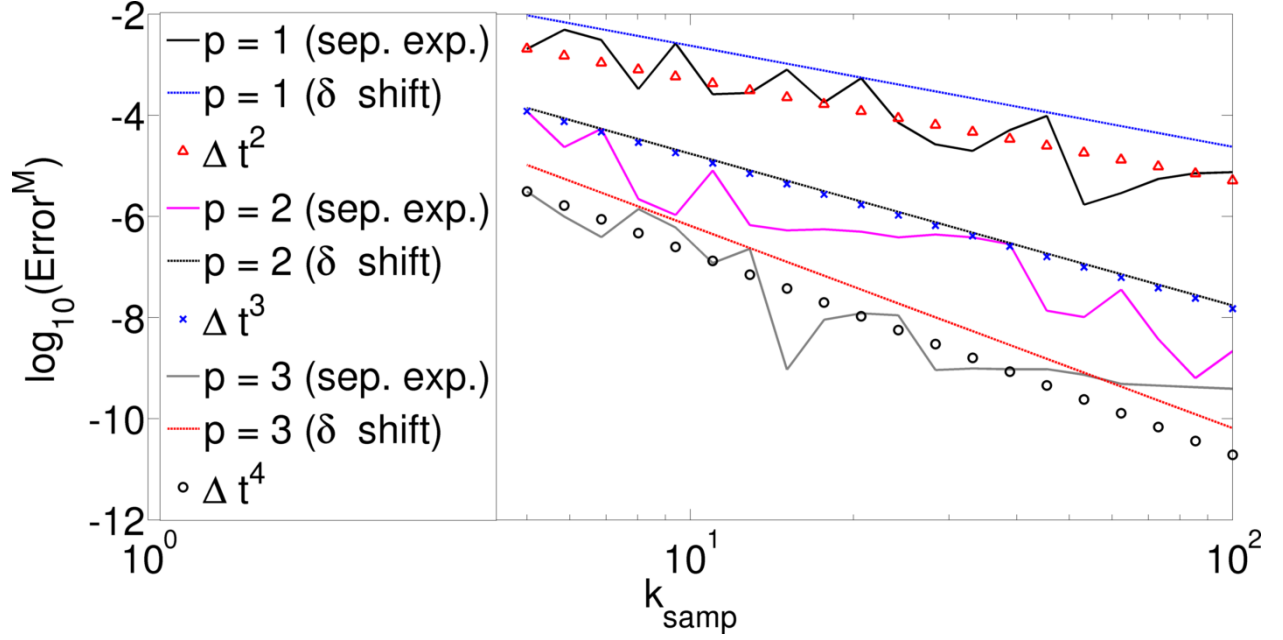 -2
-4
-6
-8
-10
-12
log₁₀(Error^M)
p = 1 (sep. exp.)
p = 1 (δ shift)
Δ t²
p = 2 (sep. exp.)
p = 2 (δ shift)
Δ t³
p = 3 (sep. exp.)
p = 3 (δ shift)
Δ t⁴
10⁰
10¹
10²
k_samp